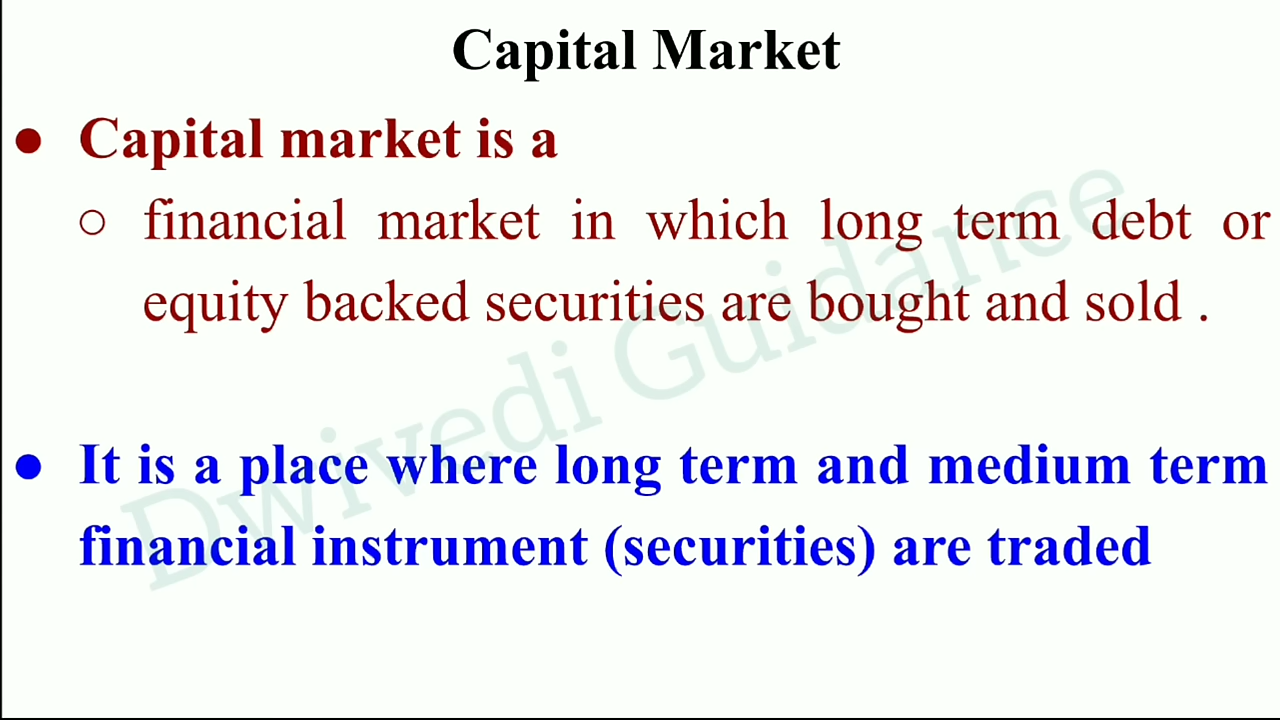 Capital Market
● Capital market is a
○ financial market in which long term debt or
equity backed securities are bought and sold .
● It is a place where long term and medium term
financial instrument (securities) are traded
Dwivedi Guidance